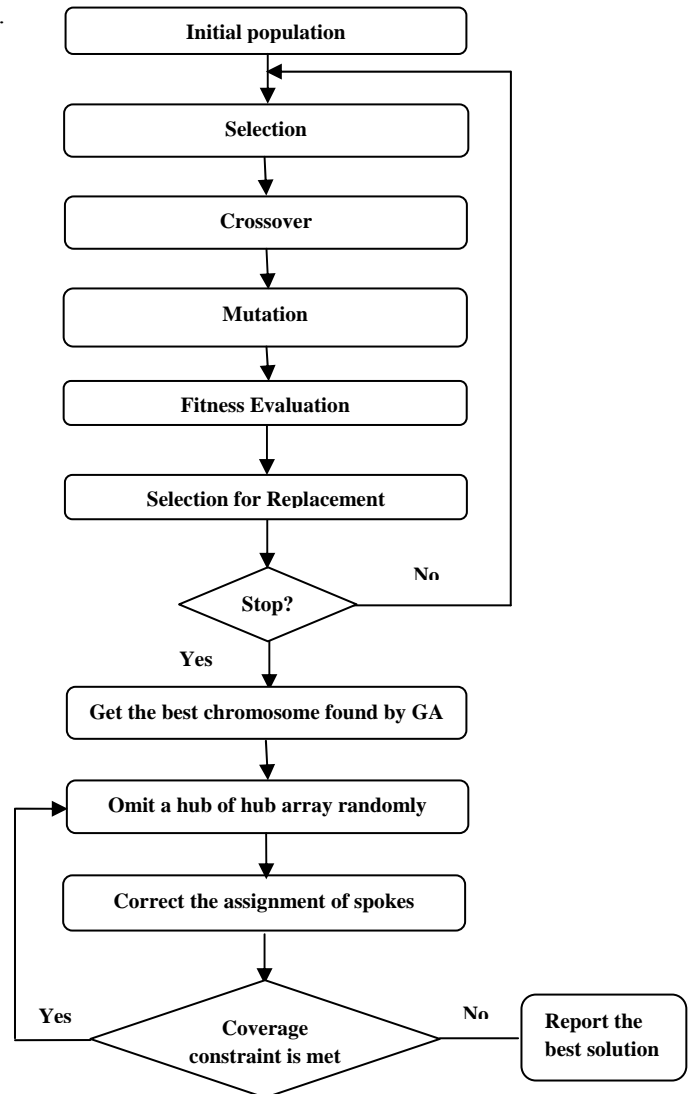 Initial population
Selection
Crossover
Mutation
Fitness Evaluation
Selection for Replacement
No
Stop?
Yes
Get the best chromosome found by GA
Omit a hub of hub array randomly
Correct the assignment of spokes
Yes
Coverage
constraint is met
No
Report the
best solution